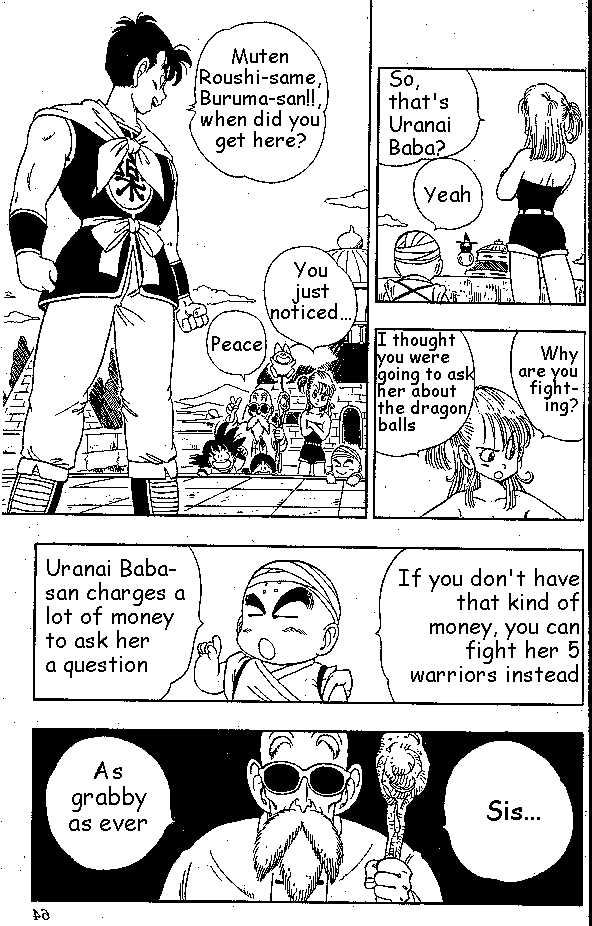 Muten
Roushi-same,
Buruma-san!!,
when did you
get here?
Peace
You
just
noticed...
So,
that's
Uranai
Baba?
Yeah
I thought
you were
going to ask
her about
the dragon
balls
Why
are you
fight-
ing?
Uranai Baba-
san charges a
lot of money
to ask her
a question
If you don't have
that kind of
money, you can
fight her 5
warriors instead
As
grabby
as ever
Sis...
64